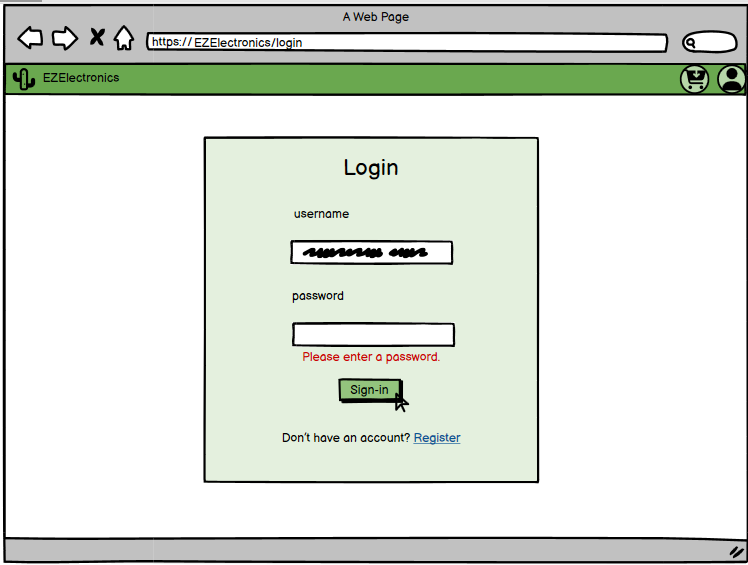 A Web Page
https://EZElectronics/login
EZElectronics
Login
username
password
Please enter a password.
Sign-in
Don't have an account? Register